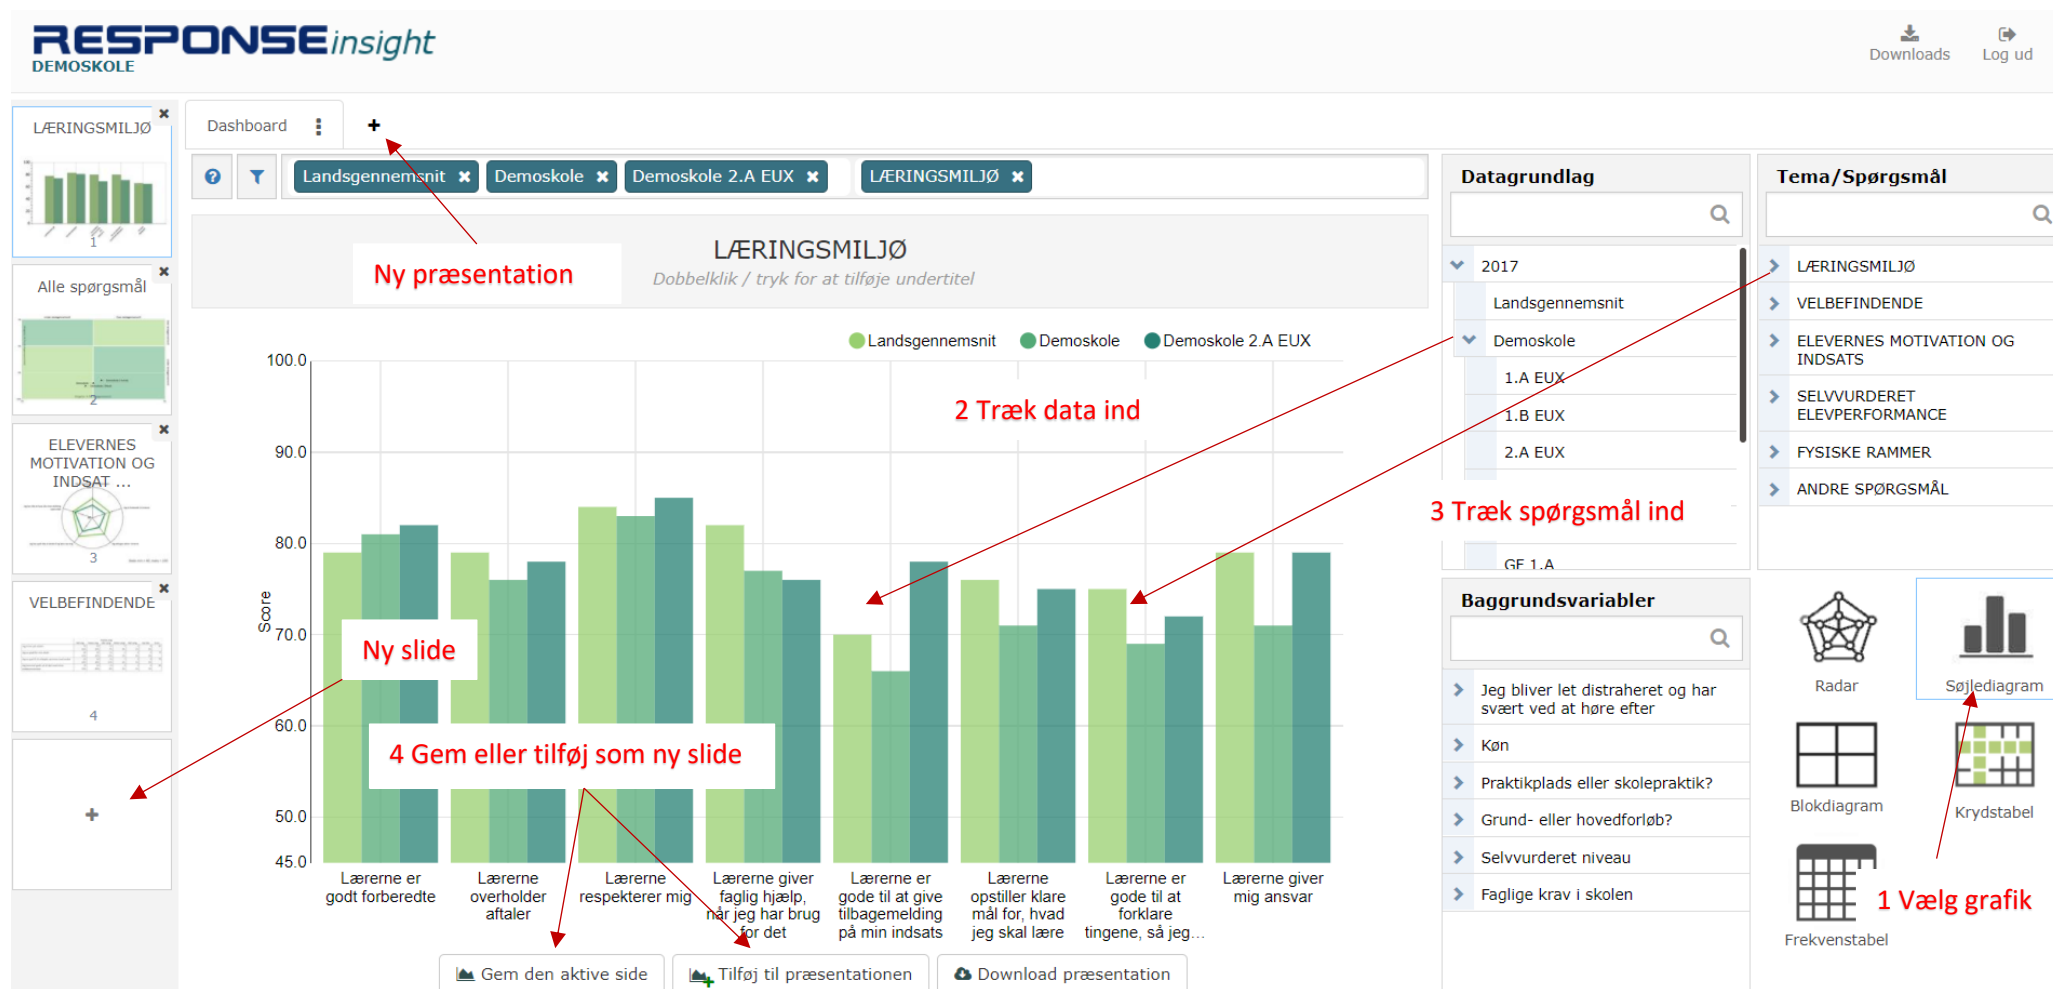 RESPONSEinsight
DEMOSKOLE
Downloads
Log ud
LÆRINGSMILJØ
1
Alle spørgsmål
2
ELEVERNES
MOTIVATION OG
INDSAT ...
3
VELBEFINDENDE
4
Dashboard
Landsgennemsnit
Demoskole
Demoskole 2.A EUX
LÆRINGSMILJØ
LÆRINGSMILJØ
Dobbelklik / tryk for at tilføje undertitel
Ny præsentation
Landsgennemsnit
Demoskole
Demoskole 2.A EUX
100.0
90.0
80.0
70.0
60.0
50.0
45.0
Score
2 Træk data ind
3 Træk spørgsmål ind
Ny slide
4 Gem eller tilføj som ny slide
Lærerne er
godt forberedte
Lærerne
overholder
aftaler
Lærerne
respekterer mig
Lærerne giver
faglig hjælp,
når jeg har brug
for det
Lærerne er
gode til at give
tilbagemelding
på min indsats
Lærerne
opstiller klare
mål for, hvad
jeg skal lære
Lærerne er
gode til at
forklare
tingene, så jeg...
Lærerne giver
mig ansvar
Gem den aktive side
Tilføj til præsentationen
Download præsentation
Datagrundlag
2017
Landsgennemsnit
Demoskole
1.A EUX
1.B EUX
2.A EUX
GF 1.A
Tema/Spørgsmål
LÆRINGSMILJØ
VELBEFINDENDE
ELEVERNES MOTIVATION OG
INDSATS
SELVVURDERET
ELEVPERFORMANCE
FYSISKE RAMMER
ANDRE SPØRGSMÅL
Baggrundsvariabler
Jeg bliver let distraheret og har
svært ved at høre efter
Køn
Praktikplads eller skolepraktik?
Grund- eller hovedforløb?
Selvvurderet niveau
Faglige krav i skolen
Radar
Søjlediagram
Blokdiagram
Krydstabel
Frekvenstabel
1 Vælg grafik